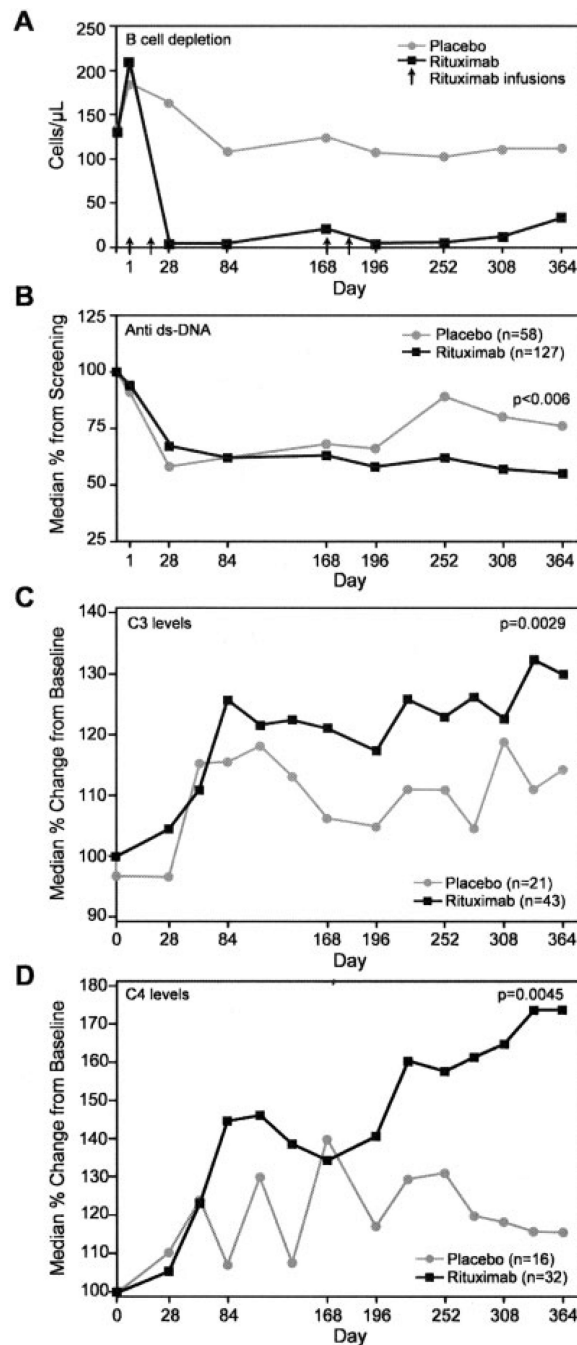 A
B cell depletion
Placebo
Rituximab
Rituximab infusions
Cells/µL
250
200
150
100
50
0
1 28 84 168 196 252 308 364
Day
B
Anti ds-DNA
Placebo (n=58)
Rituximab (n=127)
p<0.006
Median % from Screening
125
100
75
50
25
1 28 84 168 196 252 308 364
Day
C
C3 levels
p=0.0029
Median % Change from Baseline
140
130
120
110
100
90
Placebo (n=21)
Rituximab (n=43)
0 28 84 168 196 252 308 364
Day
D
C4 levels
p=0.0045
Median % Change from Baseline
180
170
160
150
140
130
120
110
100
Placebo (n=16)
Rituximab (n=32)
0 28 84 168 196 252 308 364
Day